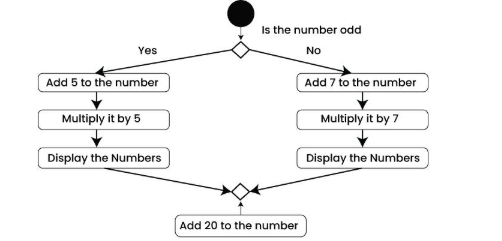 Is the number odd
Yes
No
Add 5 to the number
Add 7 to the number
Multiply it by 5
Multiply it by 7
Display the Numbers
Display the Numbers
Add 20 to the number